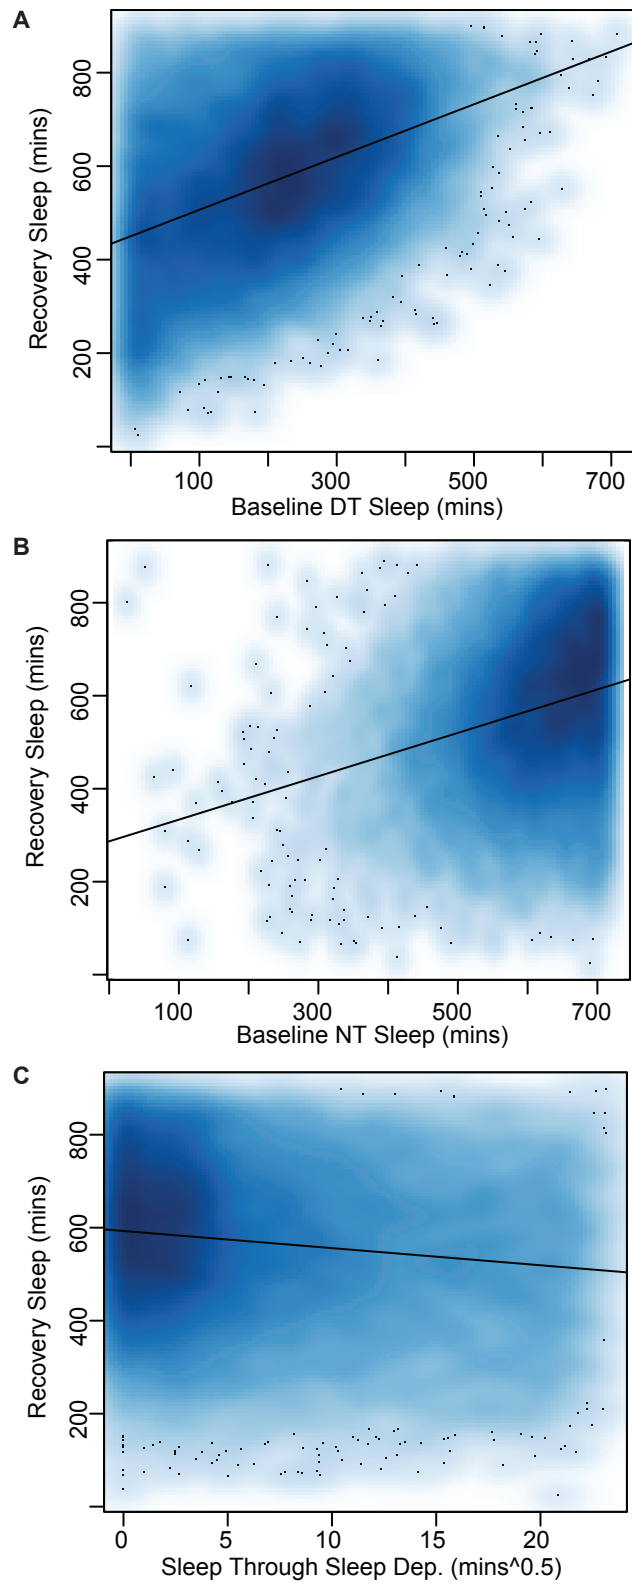 A
Recovery Sleep (mins)
200 400 600 800
100 300 500 700
Baseline DT Sleep (mins)
B
Recovery Sleep (mins)
200 400 600 800
100 300 500 700
Baseline NT Sleep (mins)
C
Recovery Sleep (mins)
200 400 600 800
0 5 10 15 20
Sleep Through Sleep Dep. (mins^0.5)